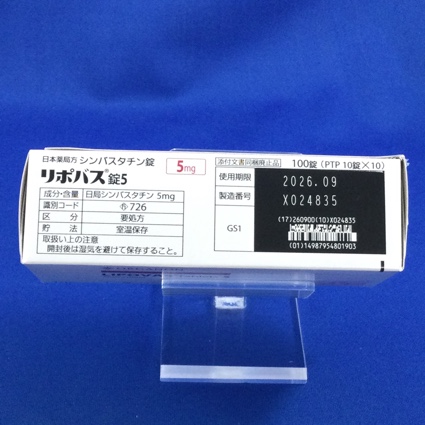 日本薬局方 シンバスタチン錠
5mg
リポバス®錠5
成分・含量 日局シンバスタチン 5mg
識別コード 726
区 分 要処方
貯 法 室温保存
取扱い上の注意
開封後は湿気を避けて保存すること。
添付文書同梱廃止品 100錠 (PTP 10錠×10)
使用期限 2026.09
製造番号 X024835
GS1
(17)260900(10)X024835
(01)14987954801903